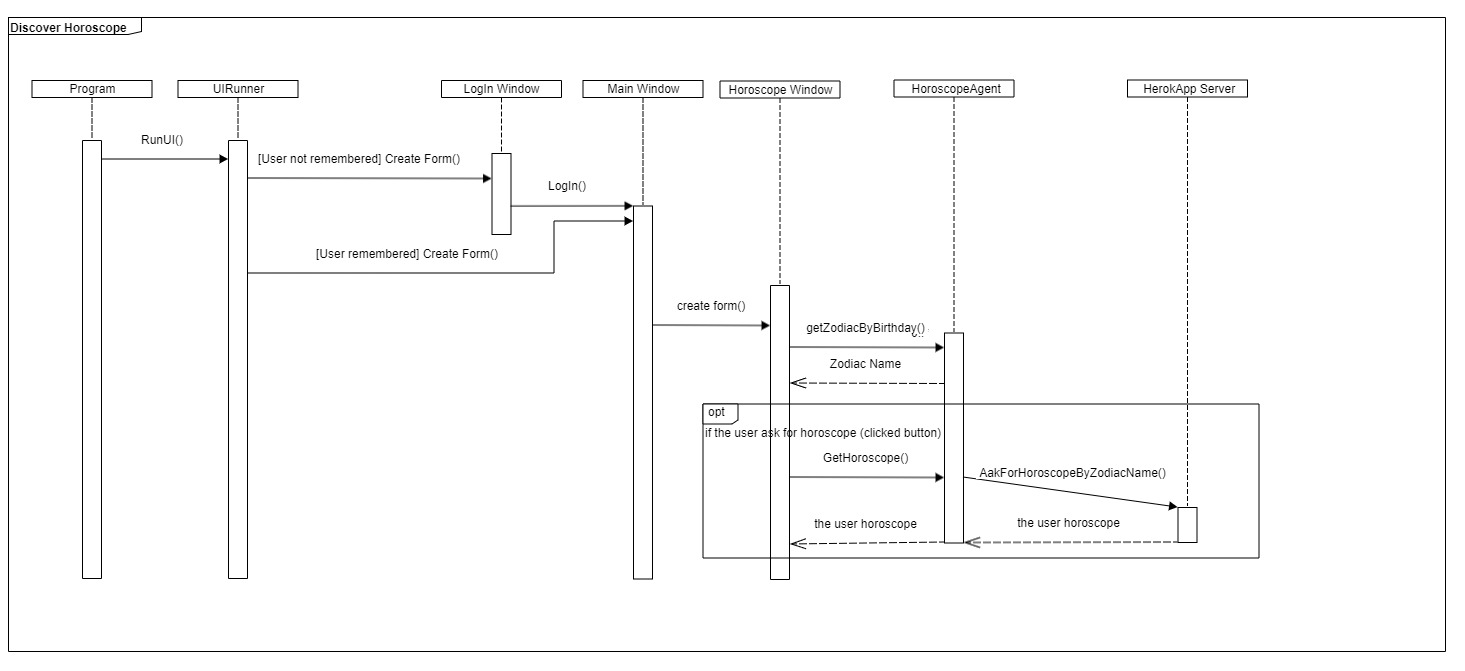 Discover Horoscope
Program
UIRunner
LogIn Window
Main Window
Horoscope Window
HoroscopeAgent
HerokApp Server
RunUI()
[User not remembered] Create Form()
LogIn()
[User remembered] Create Form()
create form()
getZodiacByBirthday()
Zodiac Name
opt
if the user ask for horoscope (clicked button)
GetHoroscope()
AakForHoroscopeByZodiacName()
the user horoscope
the user horoscope